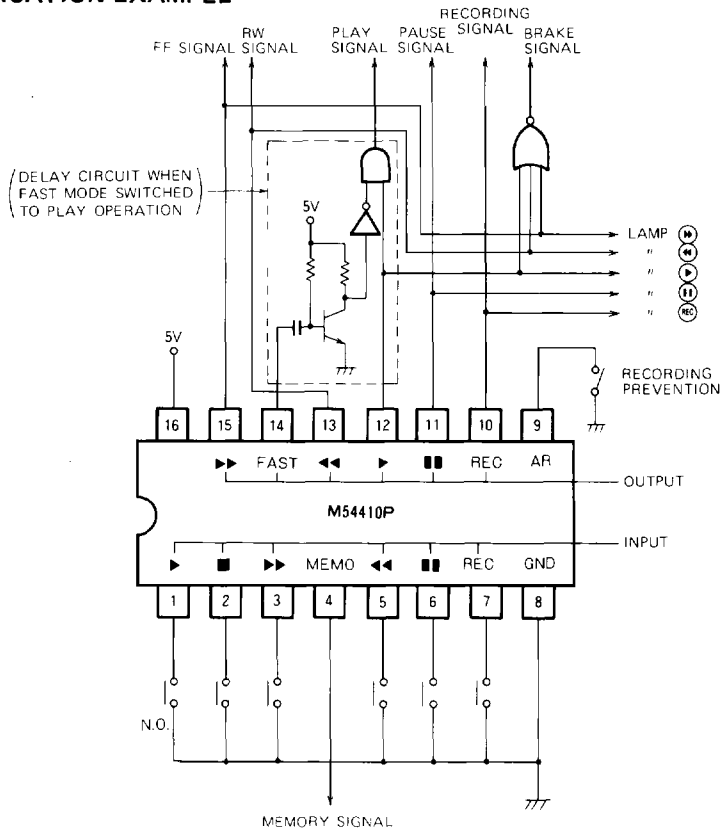 RECORDING
SIGNAL
RW
SIGNAL
FF SIGNAL
PLAY
SIGNAL
PAUSE
SIGNAL
BRAKE
SIGNAL
(DELAY CIRCUIT WHEN
FAST MODE SWITCHED
TO PLAY OPERATION)
5V
LAMP ▶▶
" ◀◀
" ▶
" ▮▮
" REC
5V
RECORDING
PREVENTION
16 15 14 13 12 11 10 9
▶▶ FAST ◀◀ ▶ ▮▮ REC AR
OUTPUT
M54410P
INPUT
▶ ■ ▶▶ MEMO ◀◀ ▮▮ REC GND
1 2 3 4 5 6 7 8
N.O.
MEMORY SIGNAL